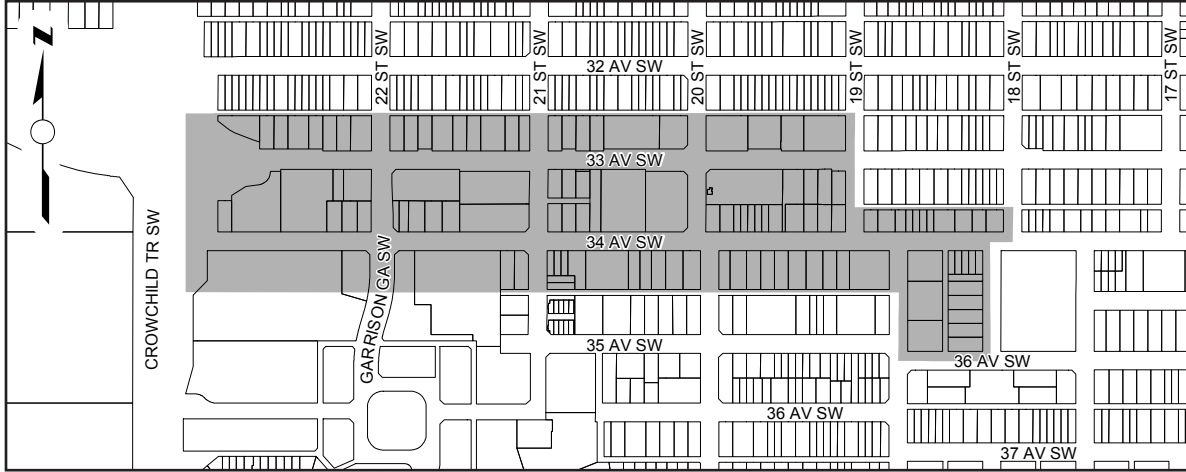 N
22 ST SW
21 ST SW
20 ST SW
19 ST SW
18 ST SW
17 ST SW
32 AV SW
33 AV SW
34 AV SW
CROWCHILD TR SW
GARRISON GA SW
35 AV SW
36 AV SW
36 AV SW
37 AV SW